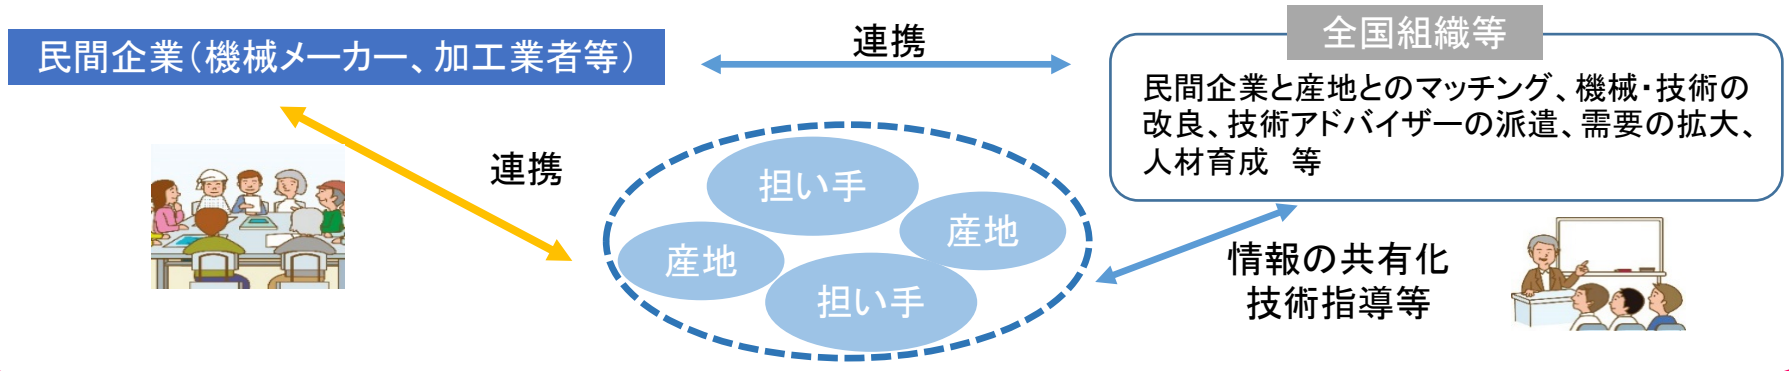 民間企業（機械メーカー、加工業者等）
連携
全国組織等
民間企業と産地とのマッチング、機械・技術の
改良、技術アドバイザーの派遣、需要の拡大、
人材育成　等
連携
担い手
産地
産地
担い手
情報の共有化
技術指導等